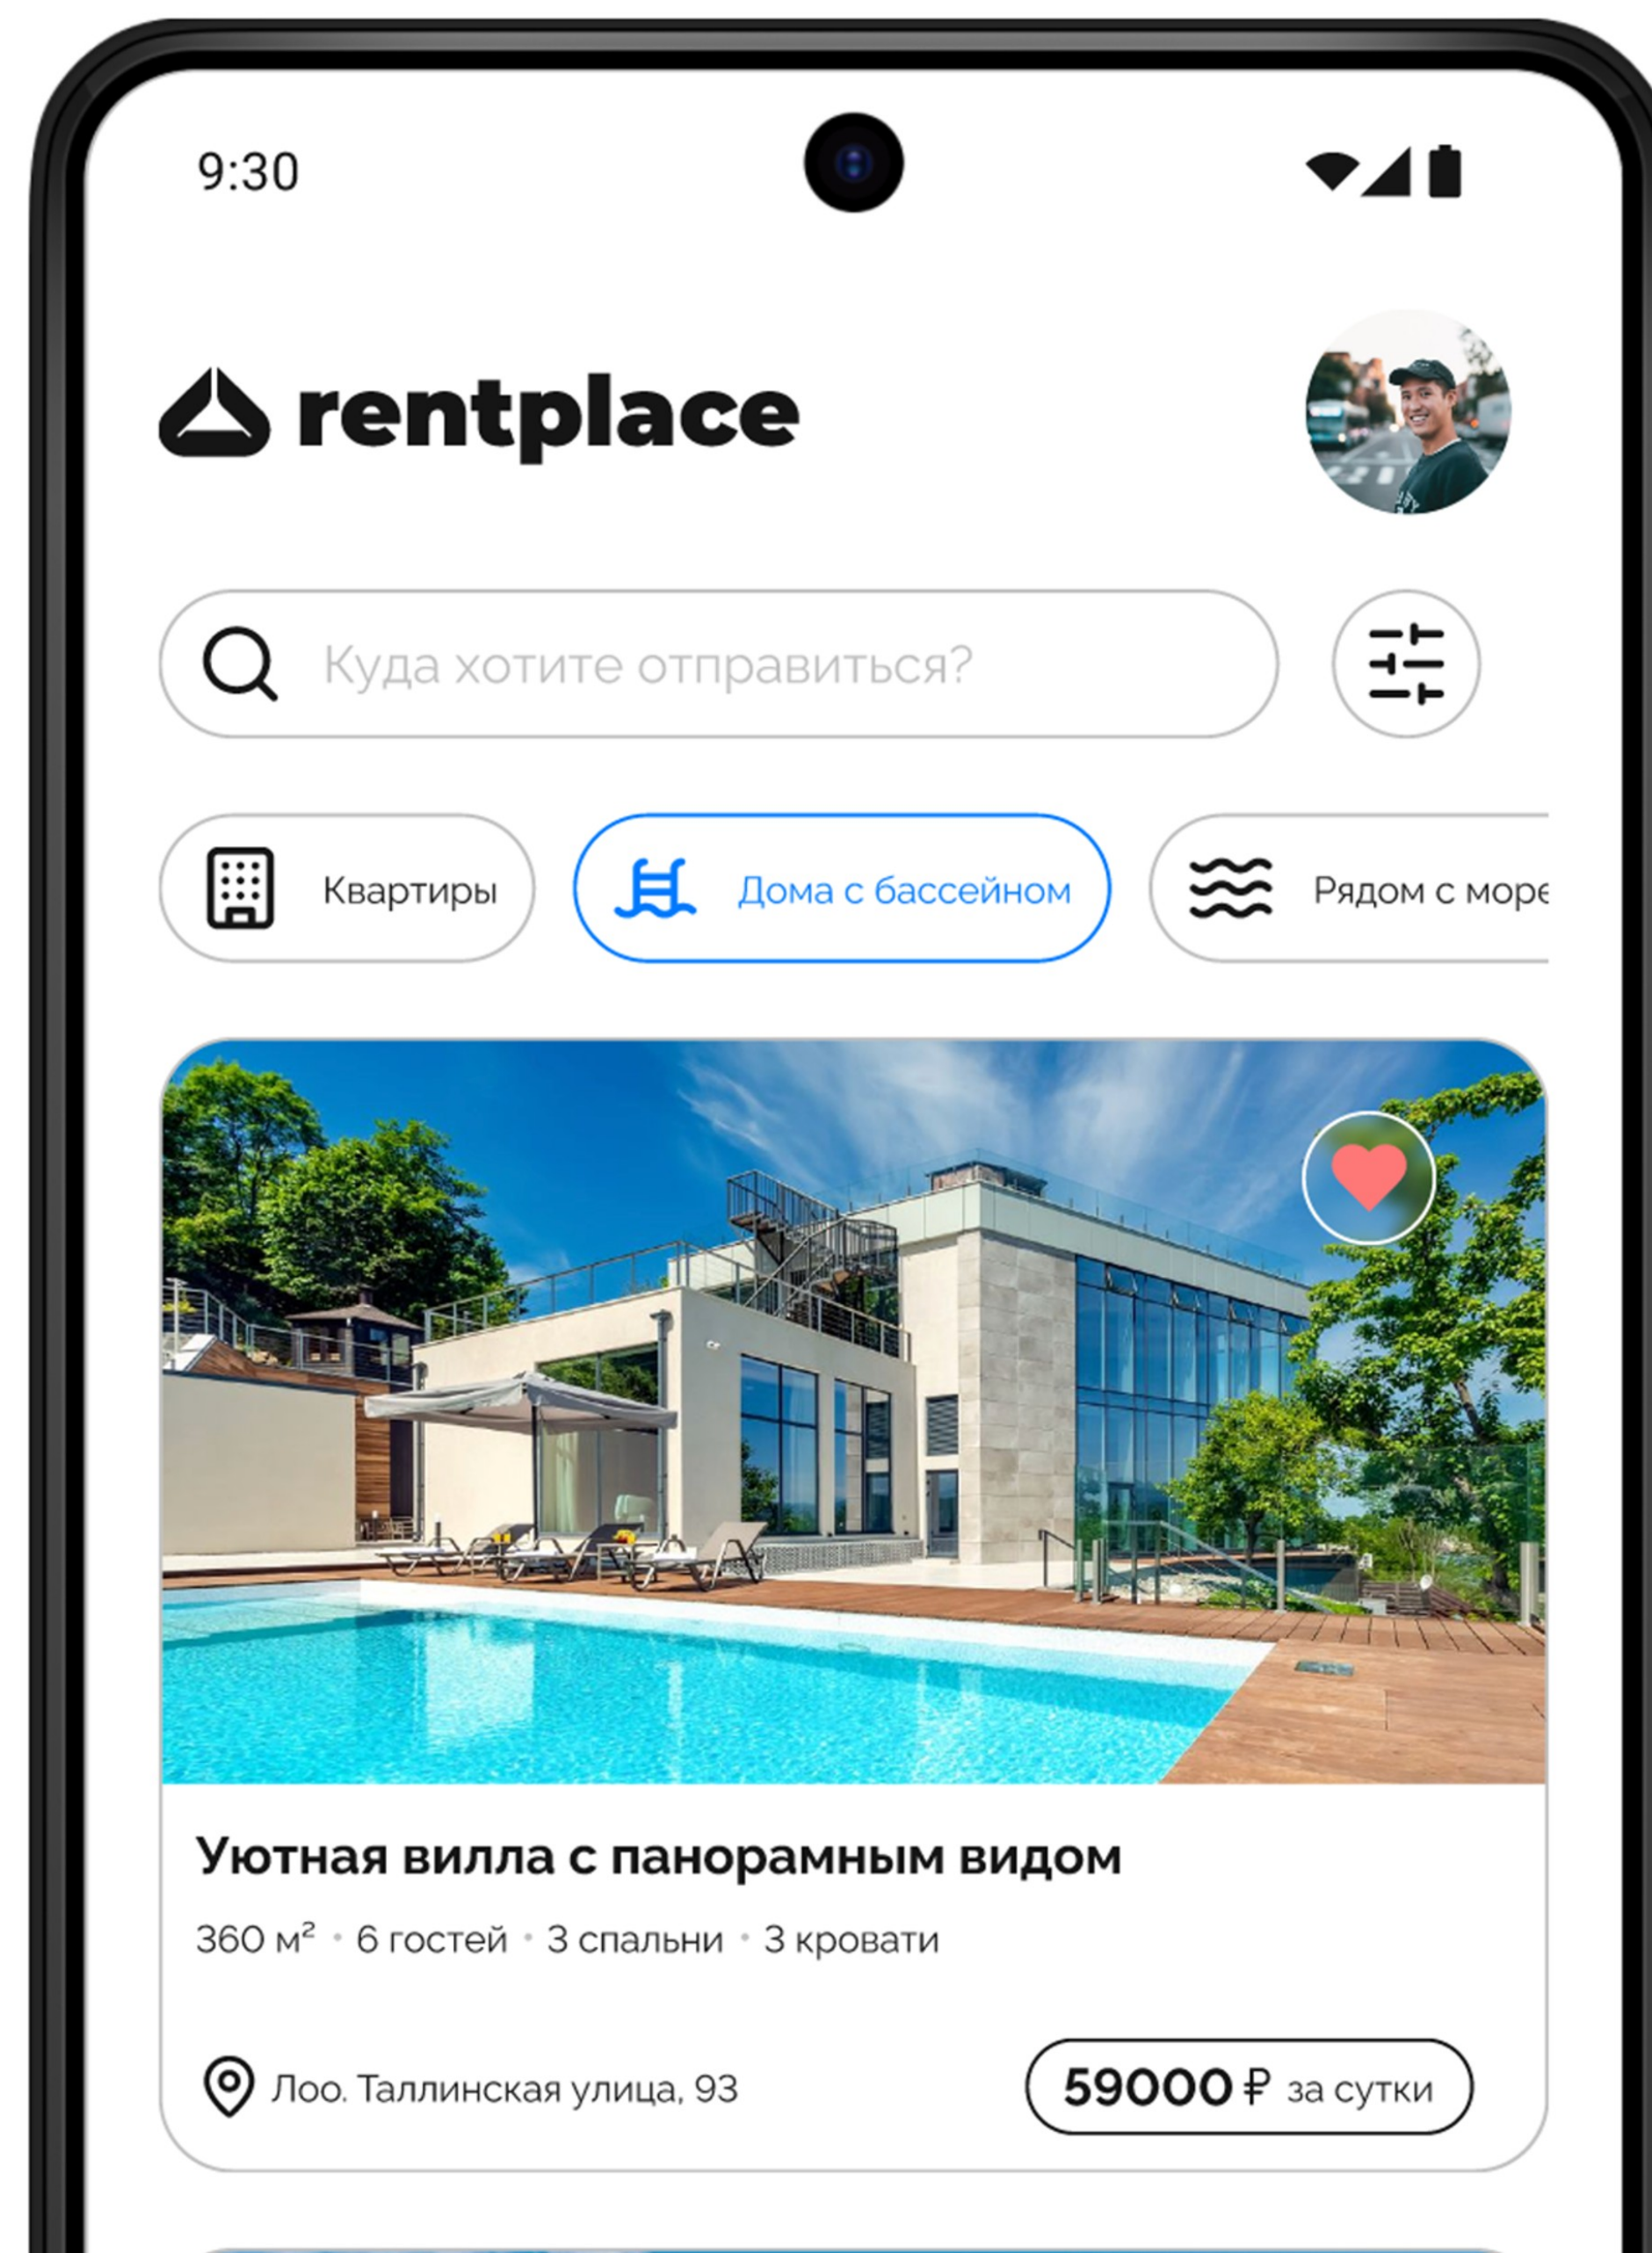 9:30
rentplace
Куда хотите отправиться?
Квартиры
Дома с бассейном
Рядом с море
Уютная вилла с панорамным видом
360 м² • 6 гостей • 3 спальни • 3 кровати
Лоо. Таллинская улица, 93
59000 ₽ за сутки